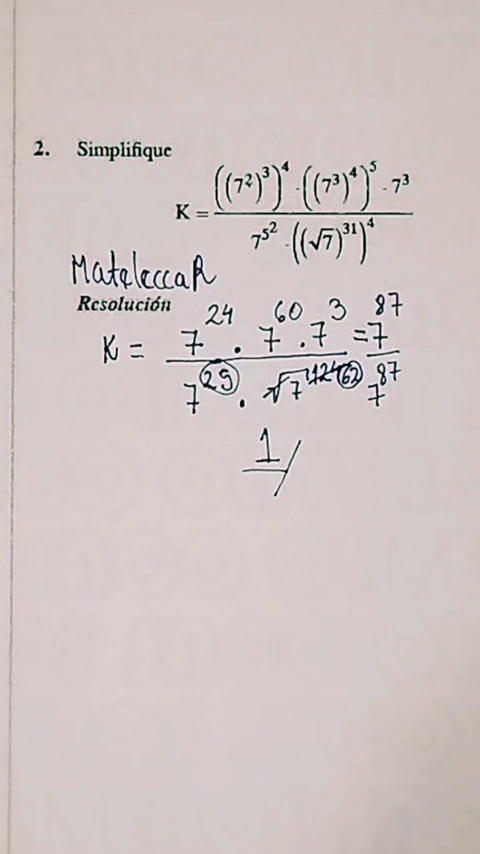 2. Simplifique
K = ((7²)³)⁴ · ((7³)⁴)⁵ · 7³ / 7^5² · ((√7)³¹)⁴
MateleccaR
Resolución
K = 7²⁴ · 7⁶⁰ · 7³ / 7²⁹ · √7¹²⁴ ⁶² = 7⁸⁷ / 7⁸⁷
1